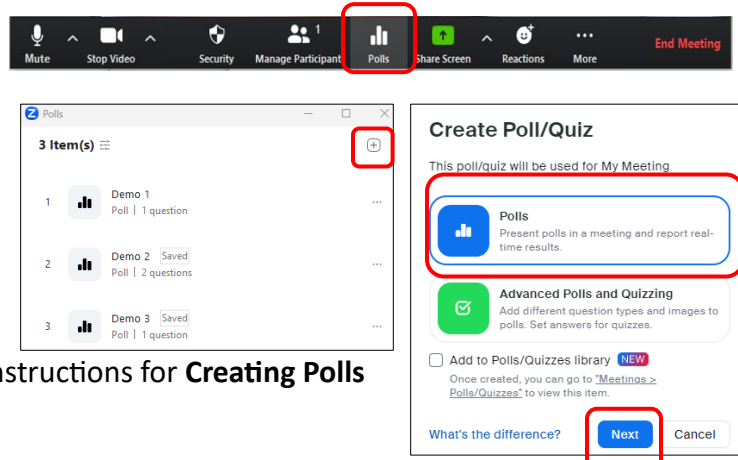 1
Mute Stop Video Security Manage Participant Polls Share Screen Reactions More End Meeting
Polls
3 Item(s)
1 Demo 1
Poll | 1 question
2 Demo 2 Saved
Poll | 2 questions
3 Demo 3 Saved
Poll | 1 question
nstructions for Creating Polls
Create Poll/Quiz
This poll/quiz will be used for My Meeting
Polls
Present polls in a meeting and report real-
time results.
Advanced Polls and Quizzing
Add different question types and images to
polls. Set answers for quizzes.
Add to Polls/Quizzes library NEW
Once created, you can go to "Meetings >
Polls/Quizzes" to view this item.
What's the difference? Next Cancel